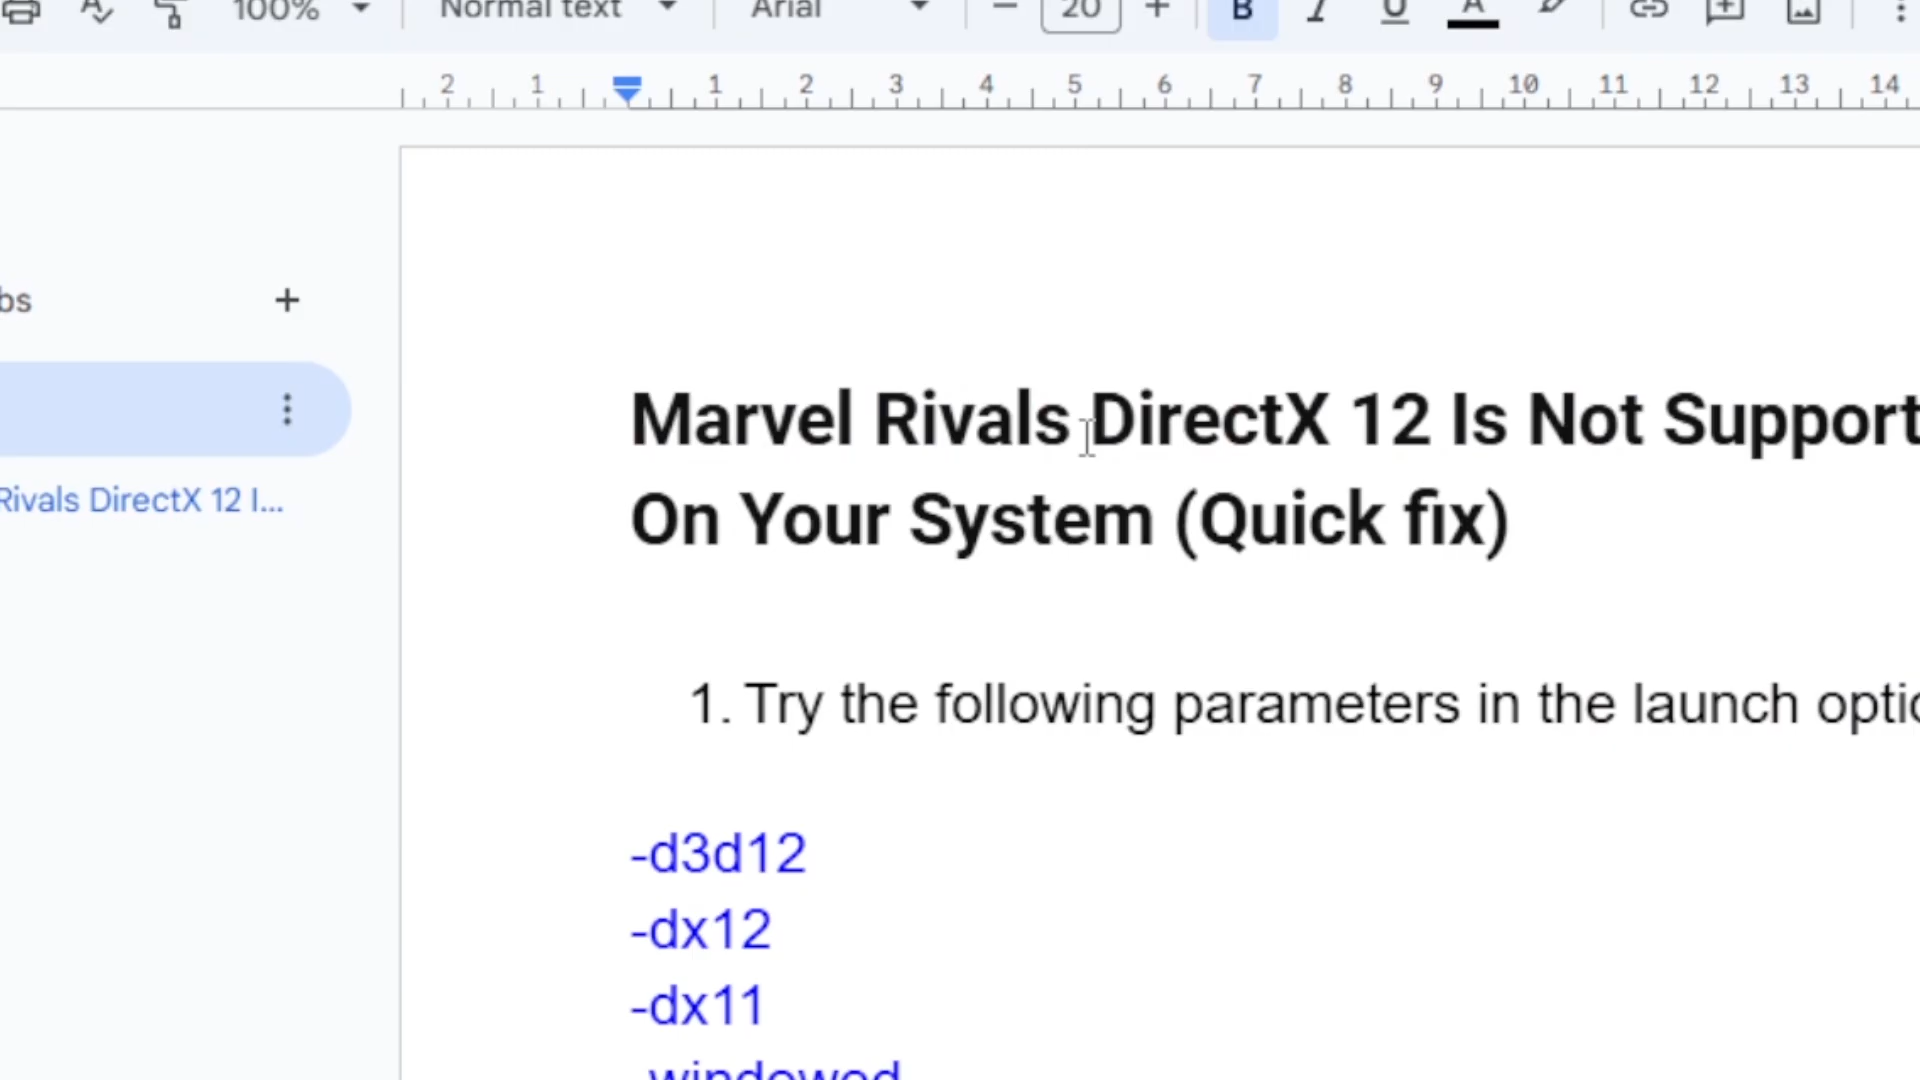 100% Normal text Arial 20 B I U A
2 1 1 2 3 4 5 6 7 8 9 10 11 12 13 14
bs
Marvel Rivals DirectX 12 Is Not Support
Rivals DirectX 12 I...
On Your System (Quick fix)
1. Try the following parameters in the launch optio
-d3d12
-dx12
-dx11
-windowed